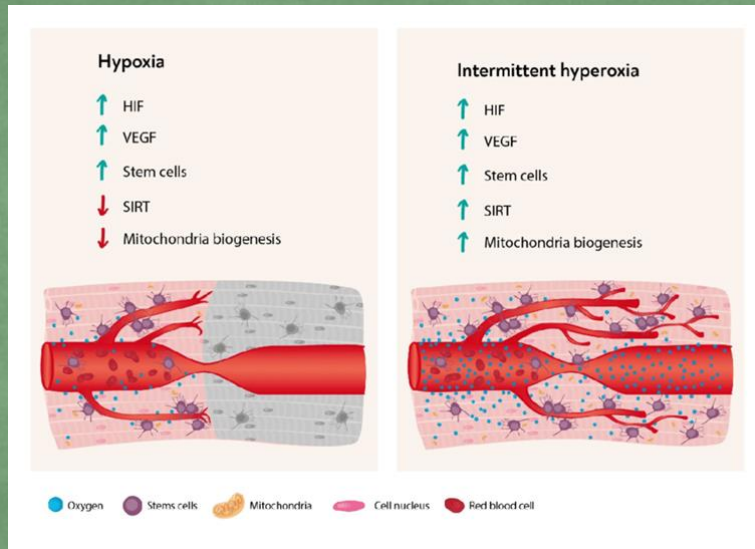 Hypoxia
↑ HIF
↑ VEGF
↑ Stem cells
↓ SIRT
↓ Mitochondria biogenesis
Intermittent hyperoxia
↑ HIF
↑ VEGF
↑ Stem cells
↑ SIRT
↑ Mitochondria biogenesis
Oxygen Stems cells Mitochondria Cell nucleus Red blood cell